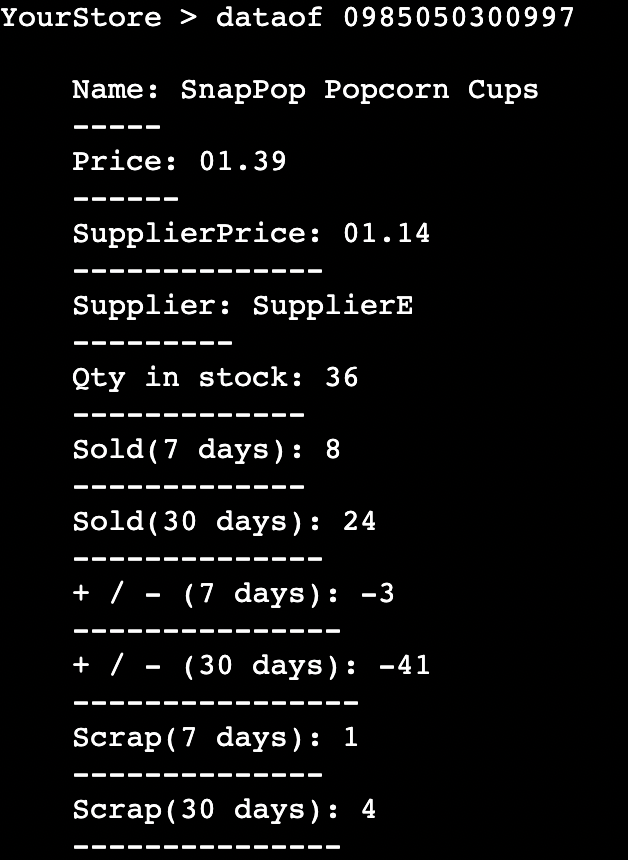 YourStore > dataof 0985050300997
Name: SnapPop Popcorn Cups
-----
Price: 01.39
------
SupplierPrice: 01.14
--------------
Supplier: SupplierE
---------
Qty in stock: 36
-------------
Sold(7 days): 8
-------------
Sold(30 days): 24
--------------
+ / - (7 days): -3
---------------
+ / - (30 days): -41
----------------
Scrap(7 days): 1
--------------
Scrap(30 days): 4
---------------